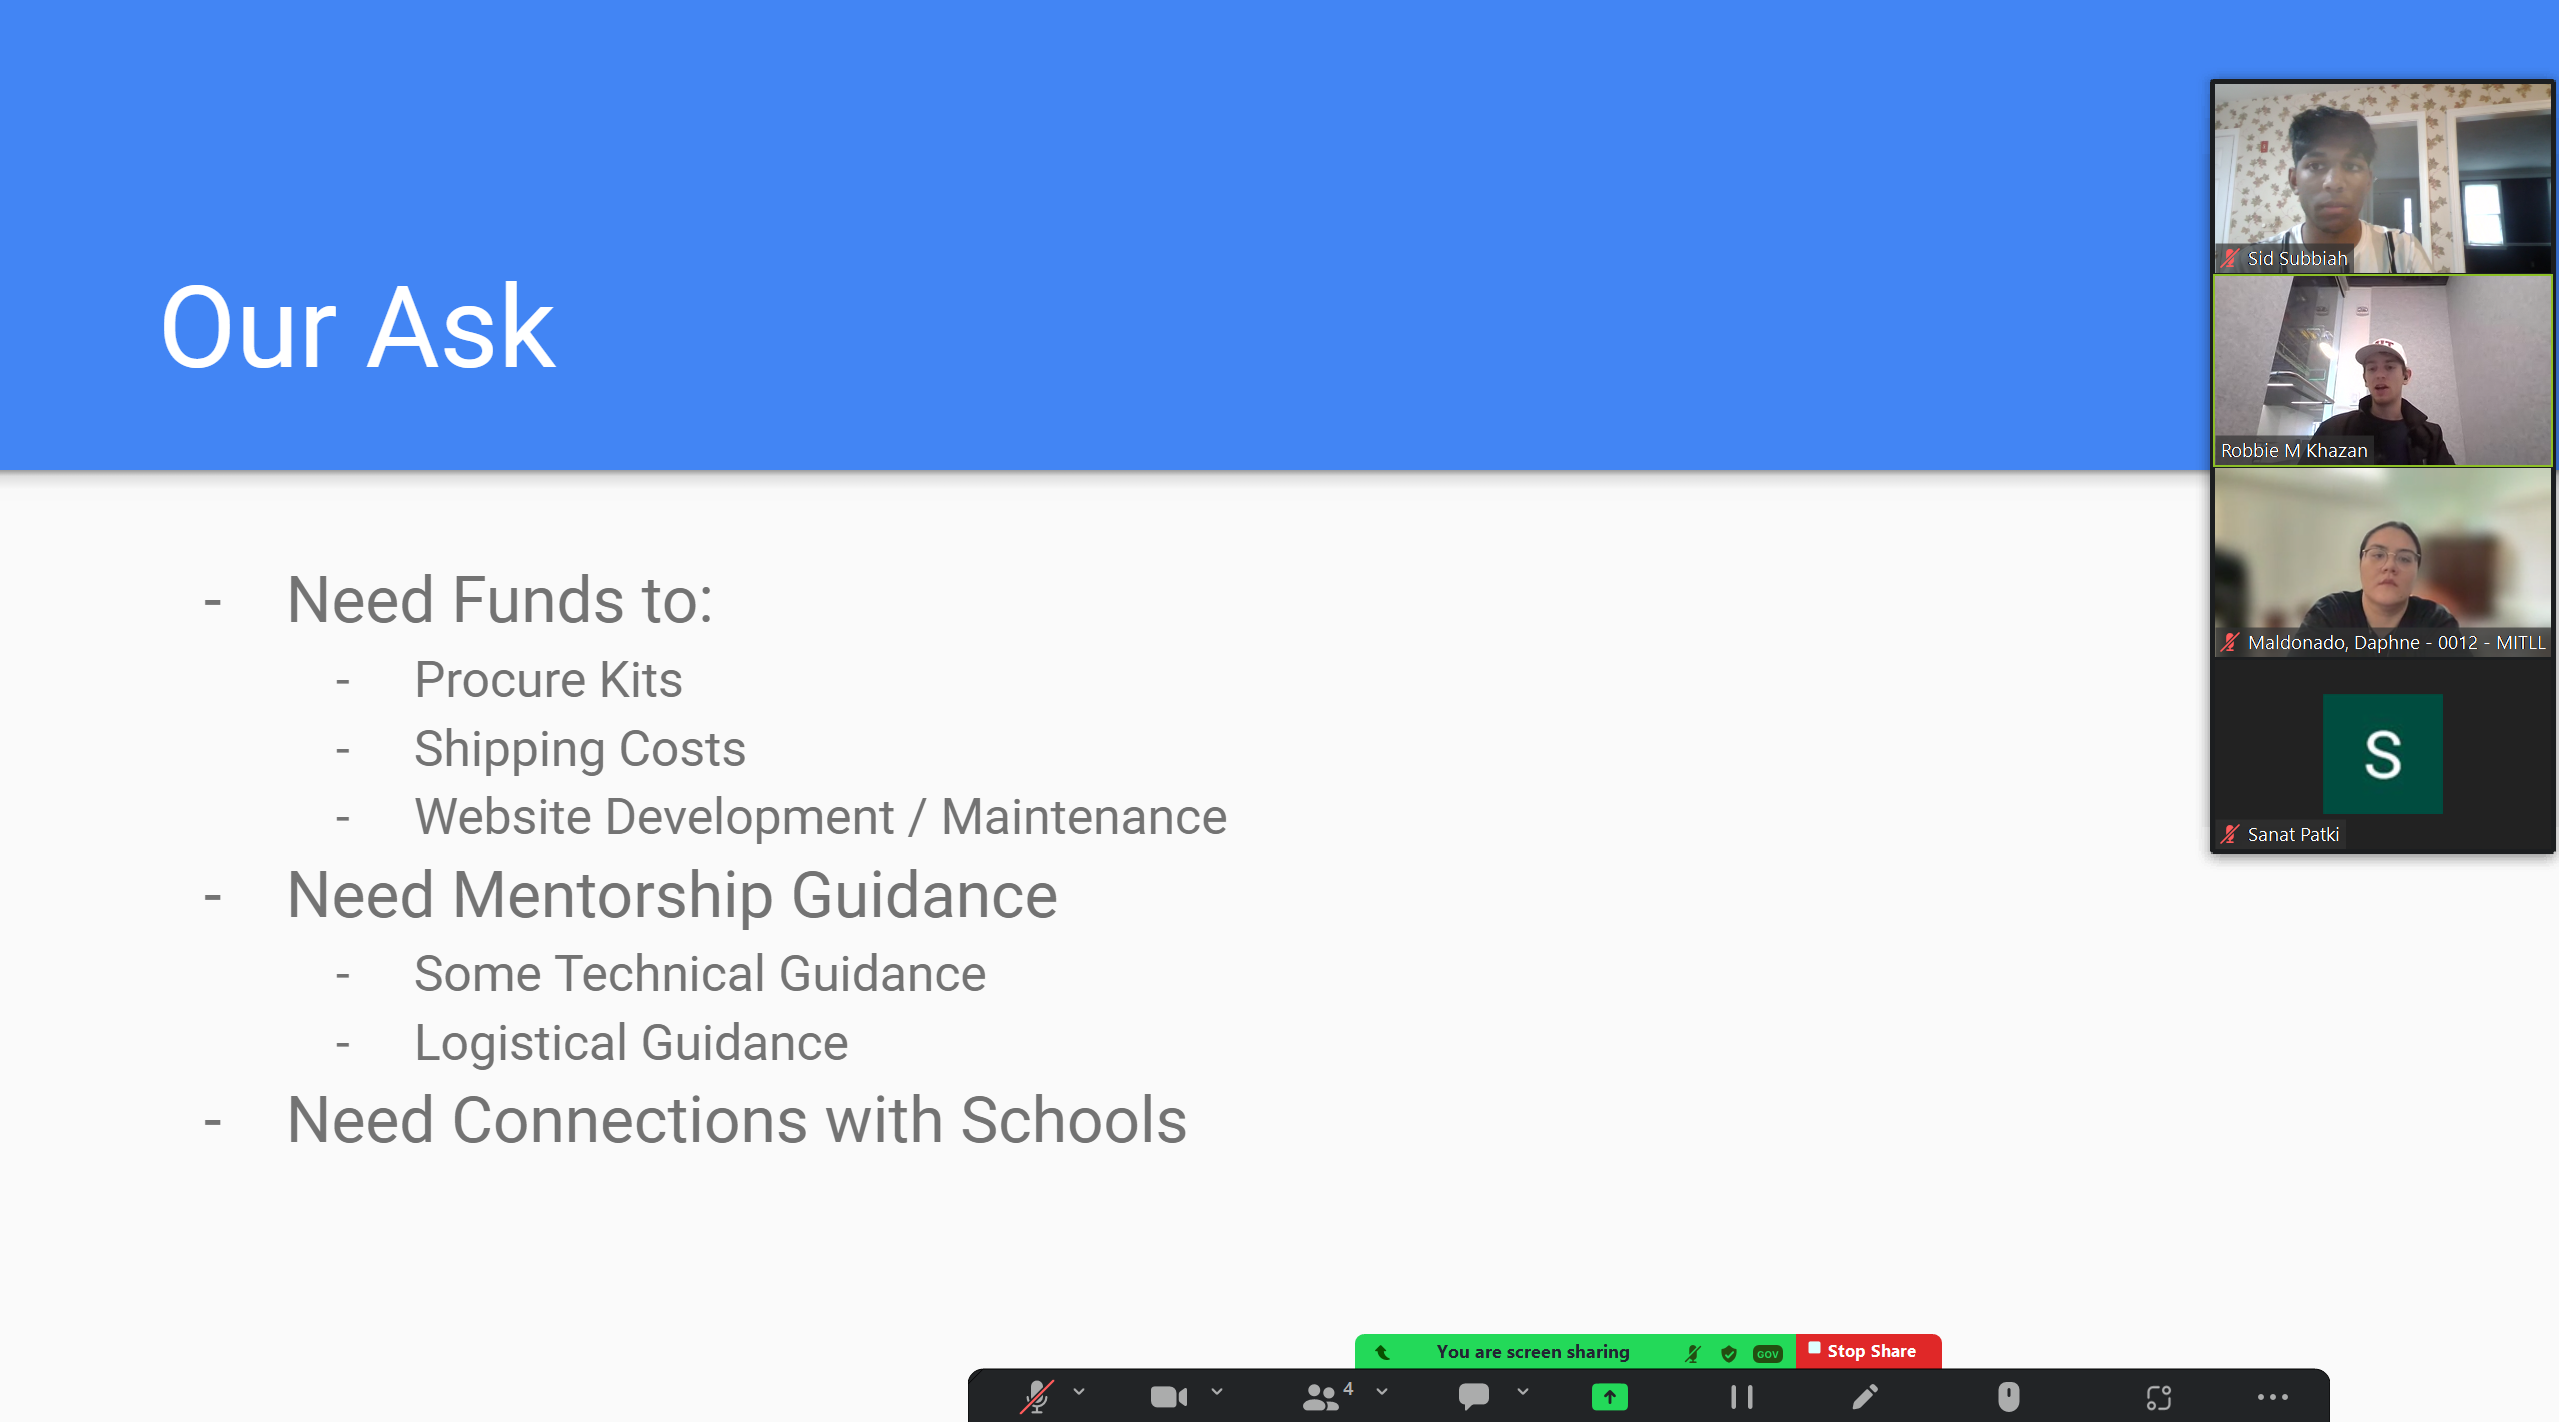 Our Ask
- Need Funds to:
- Procure Kits
- Shipping Costs
- Website Development / Maintenance
- Need Mentorship Guidance
- Some Technical Guidance
- Logistical Guidance
- Need Connections with Schools
Sid Subbiah
Robbie M Khazan
Maldonado, Daphne - 0012 - MITLL
S
Sanat Patki
You are screen sharing
GOV
Stop Share
4